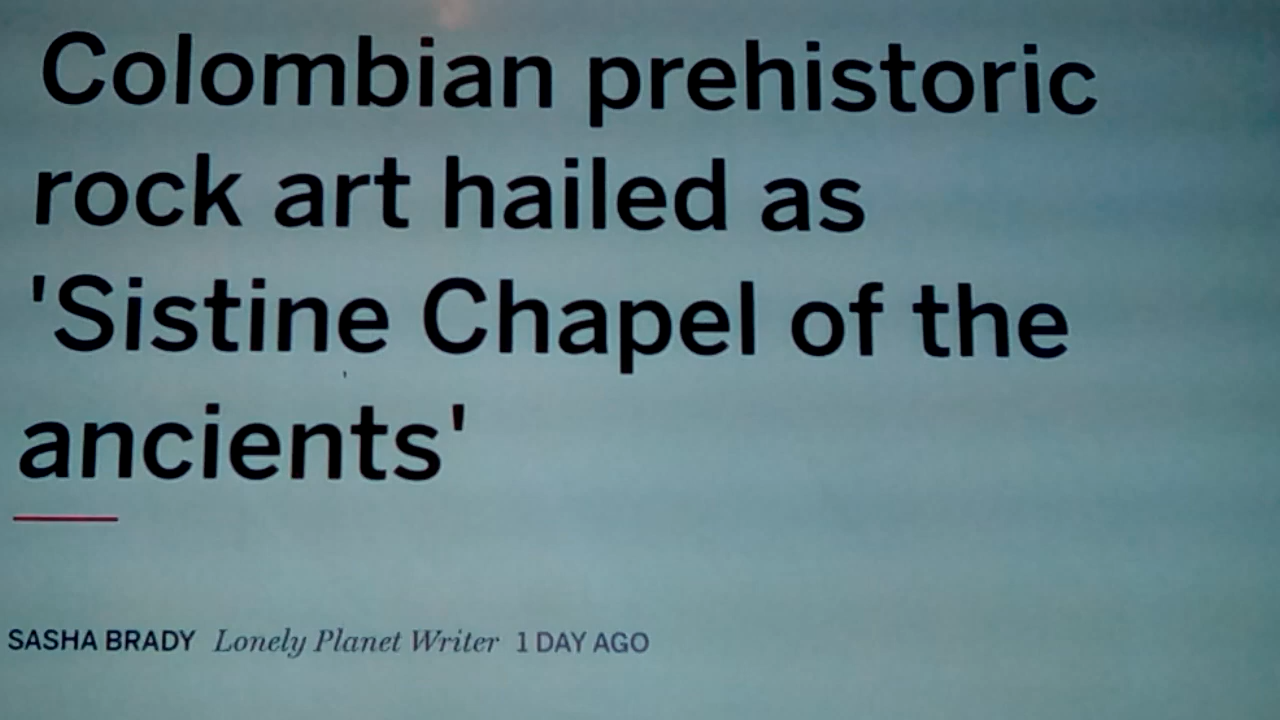 Colombian prehistoric
rock art hailed as
'Sistine Chapel of the
ancients'
SASHA BRADY Lonely Planet Writer 1 DAY AGO